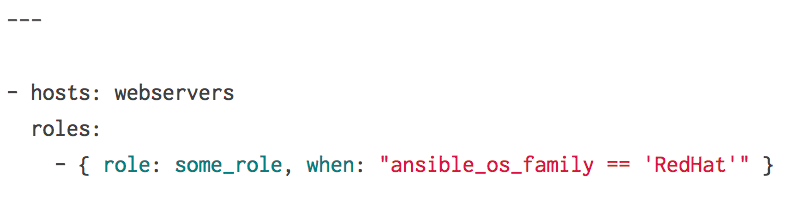 ---
- hosts: webservers
  roles:
    - { role: some_role, when: "ansible_os_family == 'RedHat'" }